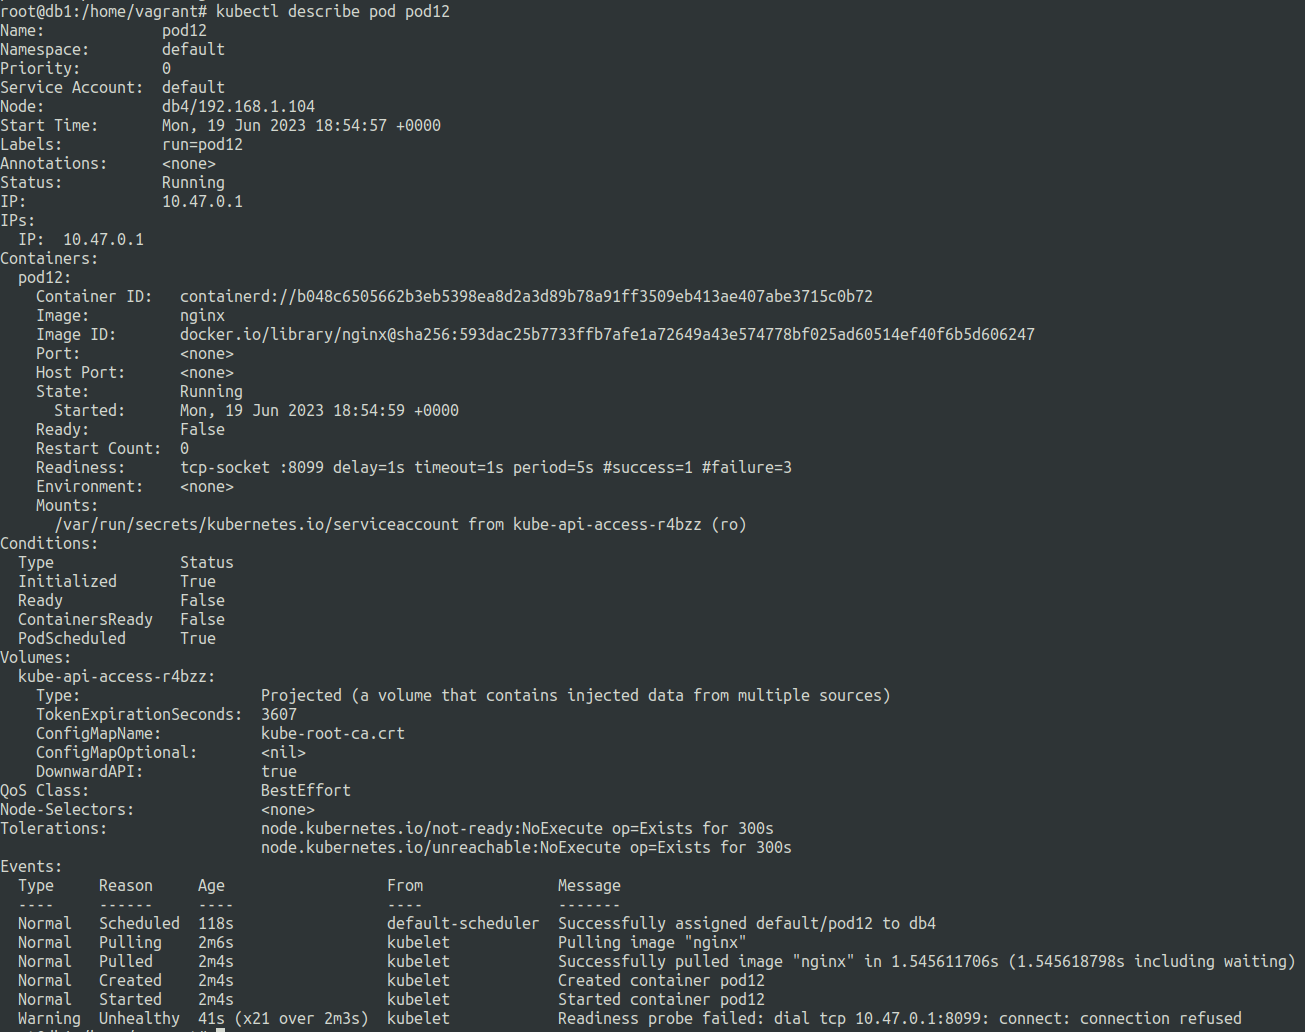 root@db1:/home/vagrant# kubectl describe pod pod12
Name:             pod12
Namespace:        default
Priority:         0
Service Account:  default
Node:             db4/192.168.1.104
Start Time:       Mon, 19 Jun 2023 18:54:57 +0000
Labels:           run=pod12
Annotations:      <none>
Status:           Running
IP:               10.47.0.1
IPs:
  IP:  10.47.0.1
Containers:
  pod12:
    Container ID:   containerd://b048c6505662b3eb5398ea8d2a3d89b78a91ff3509eb413ae407abe3715c0b72
    Image:          nginx
    Image ID:       docker.io/library/nginx@sha256:593dac25b7733ffb7afe1a72649a43e574778bf025ad60514ef40f6b5d606247
    Port:           <none>
    Host Port:      <none>
    State:          Running
      Started:      Mon, 19 Jun 2023 18:54:59 +0000
    Ready:          False
    Restart Count:  0
    Readiness:      tcp-socket :8099 delay=1s timeout=1s period=5s #success=1 #failure=3
    Environment:    <none>
    Mounts:
      /var/run/secrets/kubernetes.io/serviceaccount from kube-api-access-r4bzz (ro)
Conditions:
  Type              Status
  Initialized       True
  Ready             False
  ContainersReady   False
  PodScheduled      True
Volumes:
  kube-api-access-r4bzz:
    Type:                    Projected (a volume that contains injected data from multiple sources)
    TokenExpirationSeconds:  3607
    ConfigMapName:           kube-root-ca.crt
    ConfigMapOptional:       <nil>
    DownwardAPI:             true
QoS Class:                   BestEffort
Node-Selectors:              <none>
Tolerations:                 node.kubernetes.io/not-ready:NoExecute op=Exists for 300s
                             node.kubernetes.io/unreachable:NoExecute op=Exists for 300s
Events:
  Type     Reason     Age                  From               Message
  ----     ------     ----                 ----               -------
  Normal   Scheduled  118s                 default-scheduler  Successfully assigned default/pod12 to db4
  Normal   Pulling    2m6s                 kubelet            Pulling image "nginx"
  Normal   Pulled     2m4s                 kubelet            Successfully pulled image "nginx" in 1.545611706s (1.545618798s including waiting)
  Normal   Created    2m4s                 kubelet            Created container pod12
  Normal   Started    2m4s                 kubelet            Started container pod12
  Warning  Unhealthy  41s (x21 over 2m3s)  kubelet            Readiness probe failed: dial tcp 10.47.0.1:8099: connect: connection refused